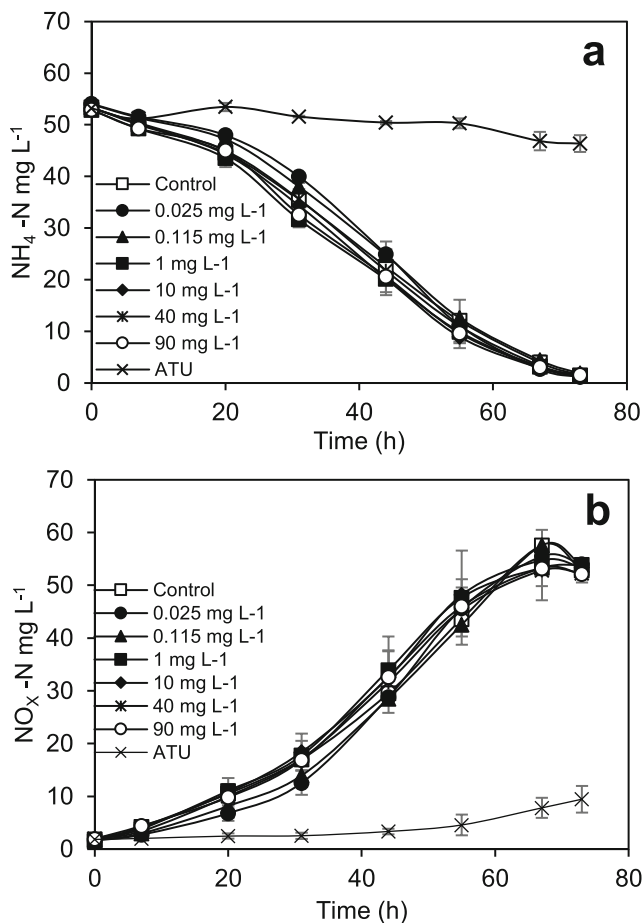 a
70
60
50
40
30
20
10
0
NH4 -N mg L-1
Control
0.025 mg L-1
0.115 mg L-1
1 mg L-1
10 mg L-1
40 mg L-1
90 mg L-1
ATU
0 20 40 60 80
Time (h)
b
70
60
50
40
30
20
10
0
NOX -N mg L-1
Control
0.025 mg L-1
0.115 mg L-1
1 mg L-1
10 mg L-1
40 mg L-1
90 mg L-1
ATU
0 20 40 60 80
Time (h)